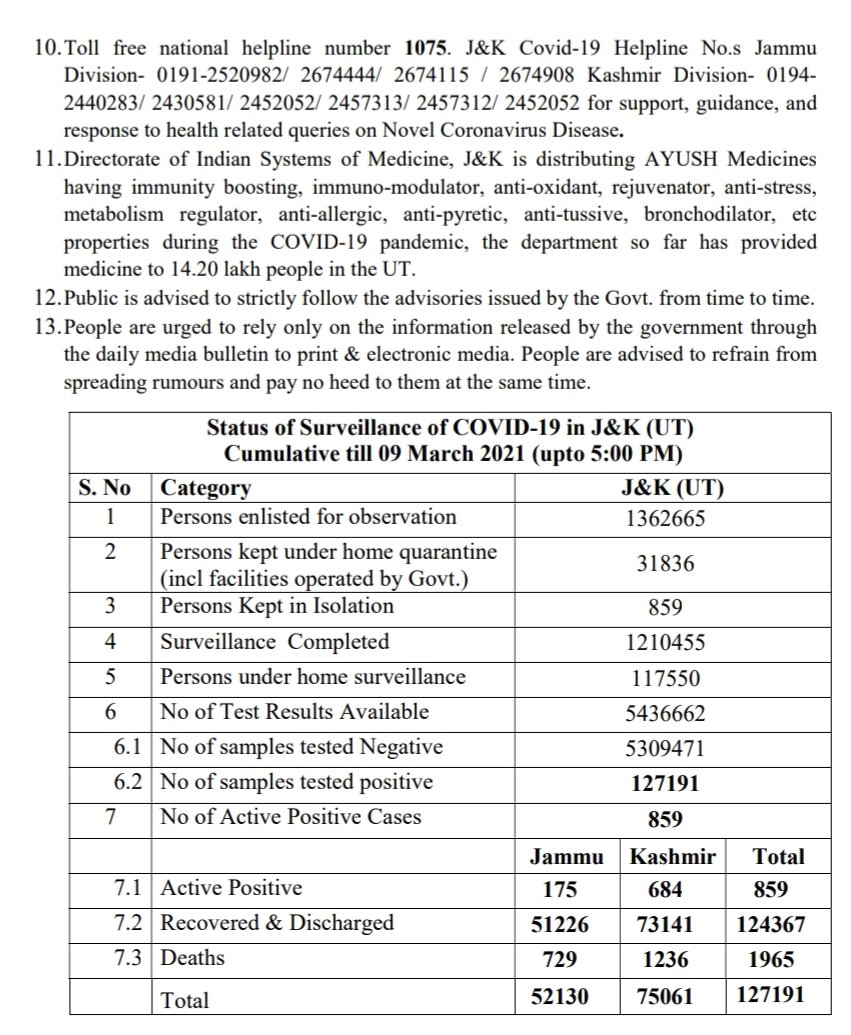 10.Toll free national helpline number 1075. J&K Covid-19 Helpline No.s Jammu
Division- 0191-2520982/ 2674444/ 2674115 / 2674908 Kashmir Division- 0194-
2440283/ 2430581/ 2452052/ 2457313/ 2457312/ 2452052 for support, guidance, and
response to health related queries on Novel Coronavirus Disease.
11.Directorate of Indian Systems of Medicine, J&K is distributing AYUSH Medicines
having immunity boosting, immuno-modulator, anti-oxidant, rejuvenator, anti-stress,
metabolism regulator, anti-allergic, anti-pyretic, anti-tussive, bronchodilator, etc
properties during the COVID-19 pandemic, the department so far has provided
medicine to 14.20 lakh people in the UT.
12.Public is advised to strictly follow the advisories issued by the Govt. from time to time.
13.People are urged to rely only on the information released by the government through
the daily media bulletin to print & electronic media. People are advised to refrain from
spreading rumours and pay no heed to them at the same time.
Status of Surveillance of COVID-19 in J&K (UT)
Cumulative till 09 March 2021 (upto 5:00 PM)
S. No Category J&K (UT)
1 Persons enlisted for observation 1362665
2 Persons kept under home quarantine
(incl facilities operated by Govt.) 31836
3 Persons Kept in Isolation 859
4 Surveillance Completed 1210455
5 Persons under home surveillance 117550
6 No of Test Results Available 5436662
6.1 No of samples tested Negative 5309471
6.2 No of samples tested positive 127191
7 No of Active Positive Cases 859
Jammu Kashmir Total
7.1 Active Positive 175 684 859
7.2 Recovered & Discharged 51226 73141 124367
7.3 Deaths 729 1236 1965
Total 52130 75061 127191